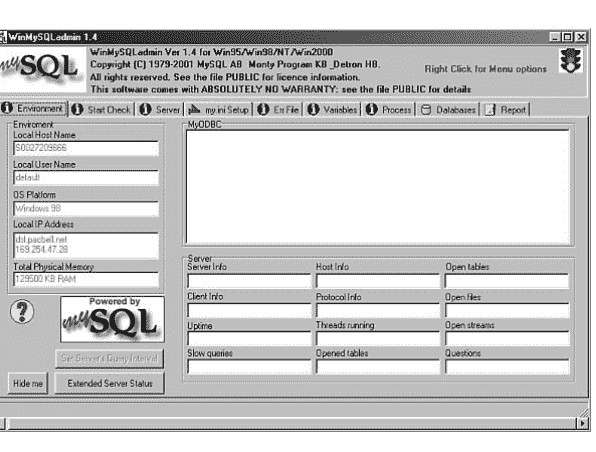 WinMySQLadmin 1.4
mySQL
WinMySQLadmin Ver 1.4 for Win95/Win98/NT/Win2000
Copyright (C) 1979-2001 MySQL AB Monty Program KB _Detron HB.
All rights reserved. See the file PUBLIC for licence information.
This software comes with ABSOLUTELY NO WARRANTY: see the file PUBLIC for details
Right Click for Menu options
Environment Start Check Server my.ini Setup Err File Variables Process Databases Report
Enviroment
Local Host Name
S0027209666
Local User Name
default
OS Platform
Windows 98
Local IP Address
dsl.pacbell.net
169.254.47.28
Total Physical Memory
129500 KB RAM
Powered by
mySQL
Set Server's Query Interval
Hide me
Extended Server Status
MyODBC
Server
Server Info
Host Info
Open tables
Client Info
Protocol Info
Open files
Uptime
Threads running
Open streams
Slow queries
Opened tables
Questions